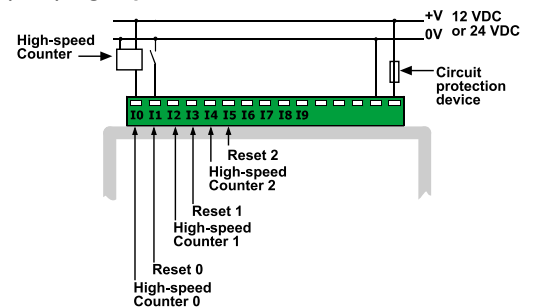 +V 12 VDC
0V or 24 VDC
High-speed
Counter
Circuit
protection
device
I0 I1 I2 I3 I4 I5 I6 I7 I8 I9
Reset 2
High-speed
Counter 2
Reset 1
High-speed
Counter 1
Reset 0
High-speed
Counter 0